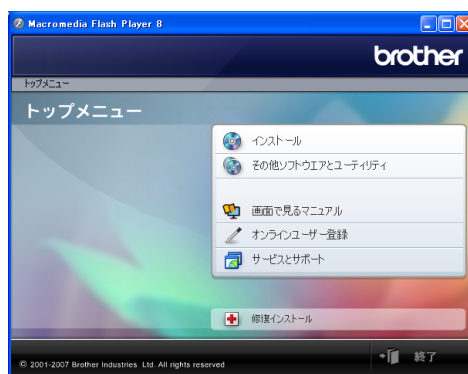 Macromedia Flash Player 8
brother
トップメニュー
トップメニュー
インストール
その他ソフトウエアとユーティリティ
画面で見るマニュアル
オンラインユーザー登録
サービスとサポート
修復インストール
© 2001-2007 Brother Industries Ltd. All rights reserved
終了